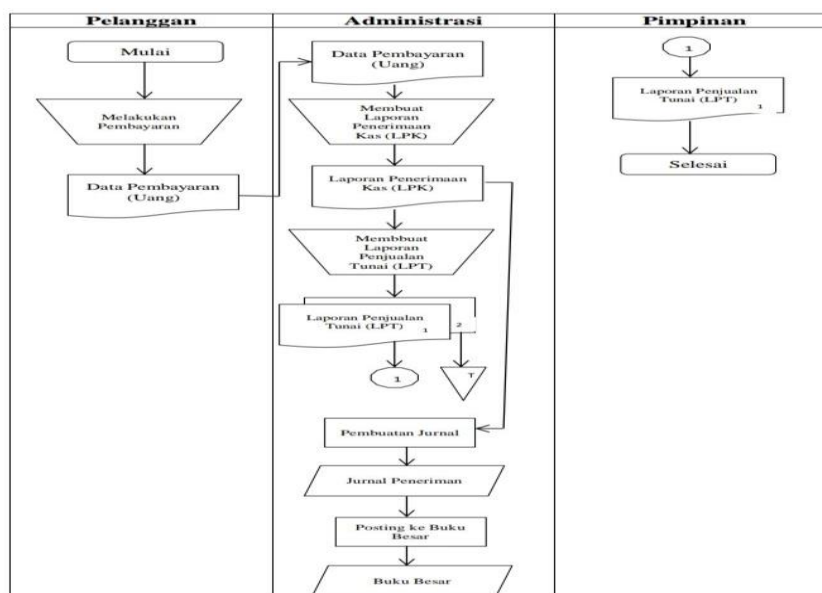 Pelanggan
Administrasi
Pimpinan
Mulai
Melakukan
Pembayaran
Data Pembayaran
(Uang)
Data Pembayaran
(Uang)
Membuat
Laporan
Penerimaan
Kas (LPK)
Laporan Penerimaan
Kas (LPK)
Membbuat
Laporan
Penjualan
Tunai (LPT)
Laporan Penjualan
Tunai (LPT) 1
2
1
T
Pembuatan Jurnal
Jurnal Peneriman
Posting ke Buku
Besar
Buku Besar
1
Laporan Penjualan
Tunai (LPT) 1
Selesai